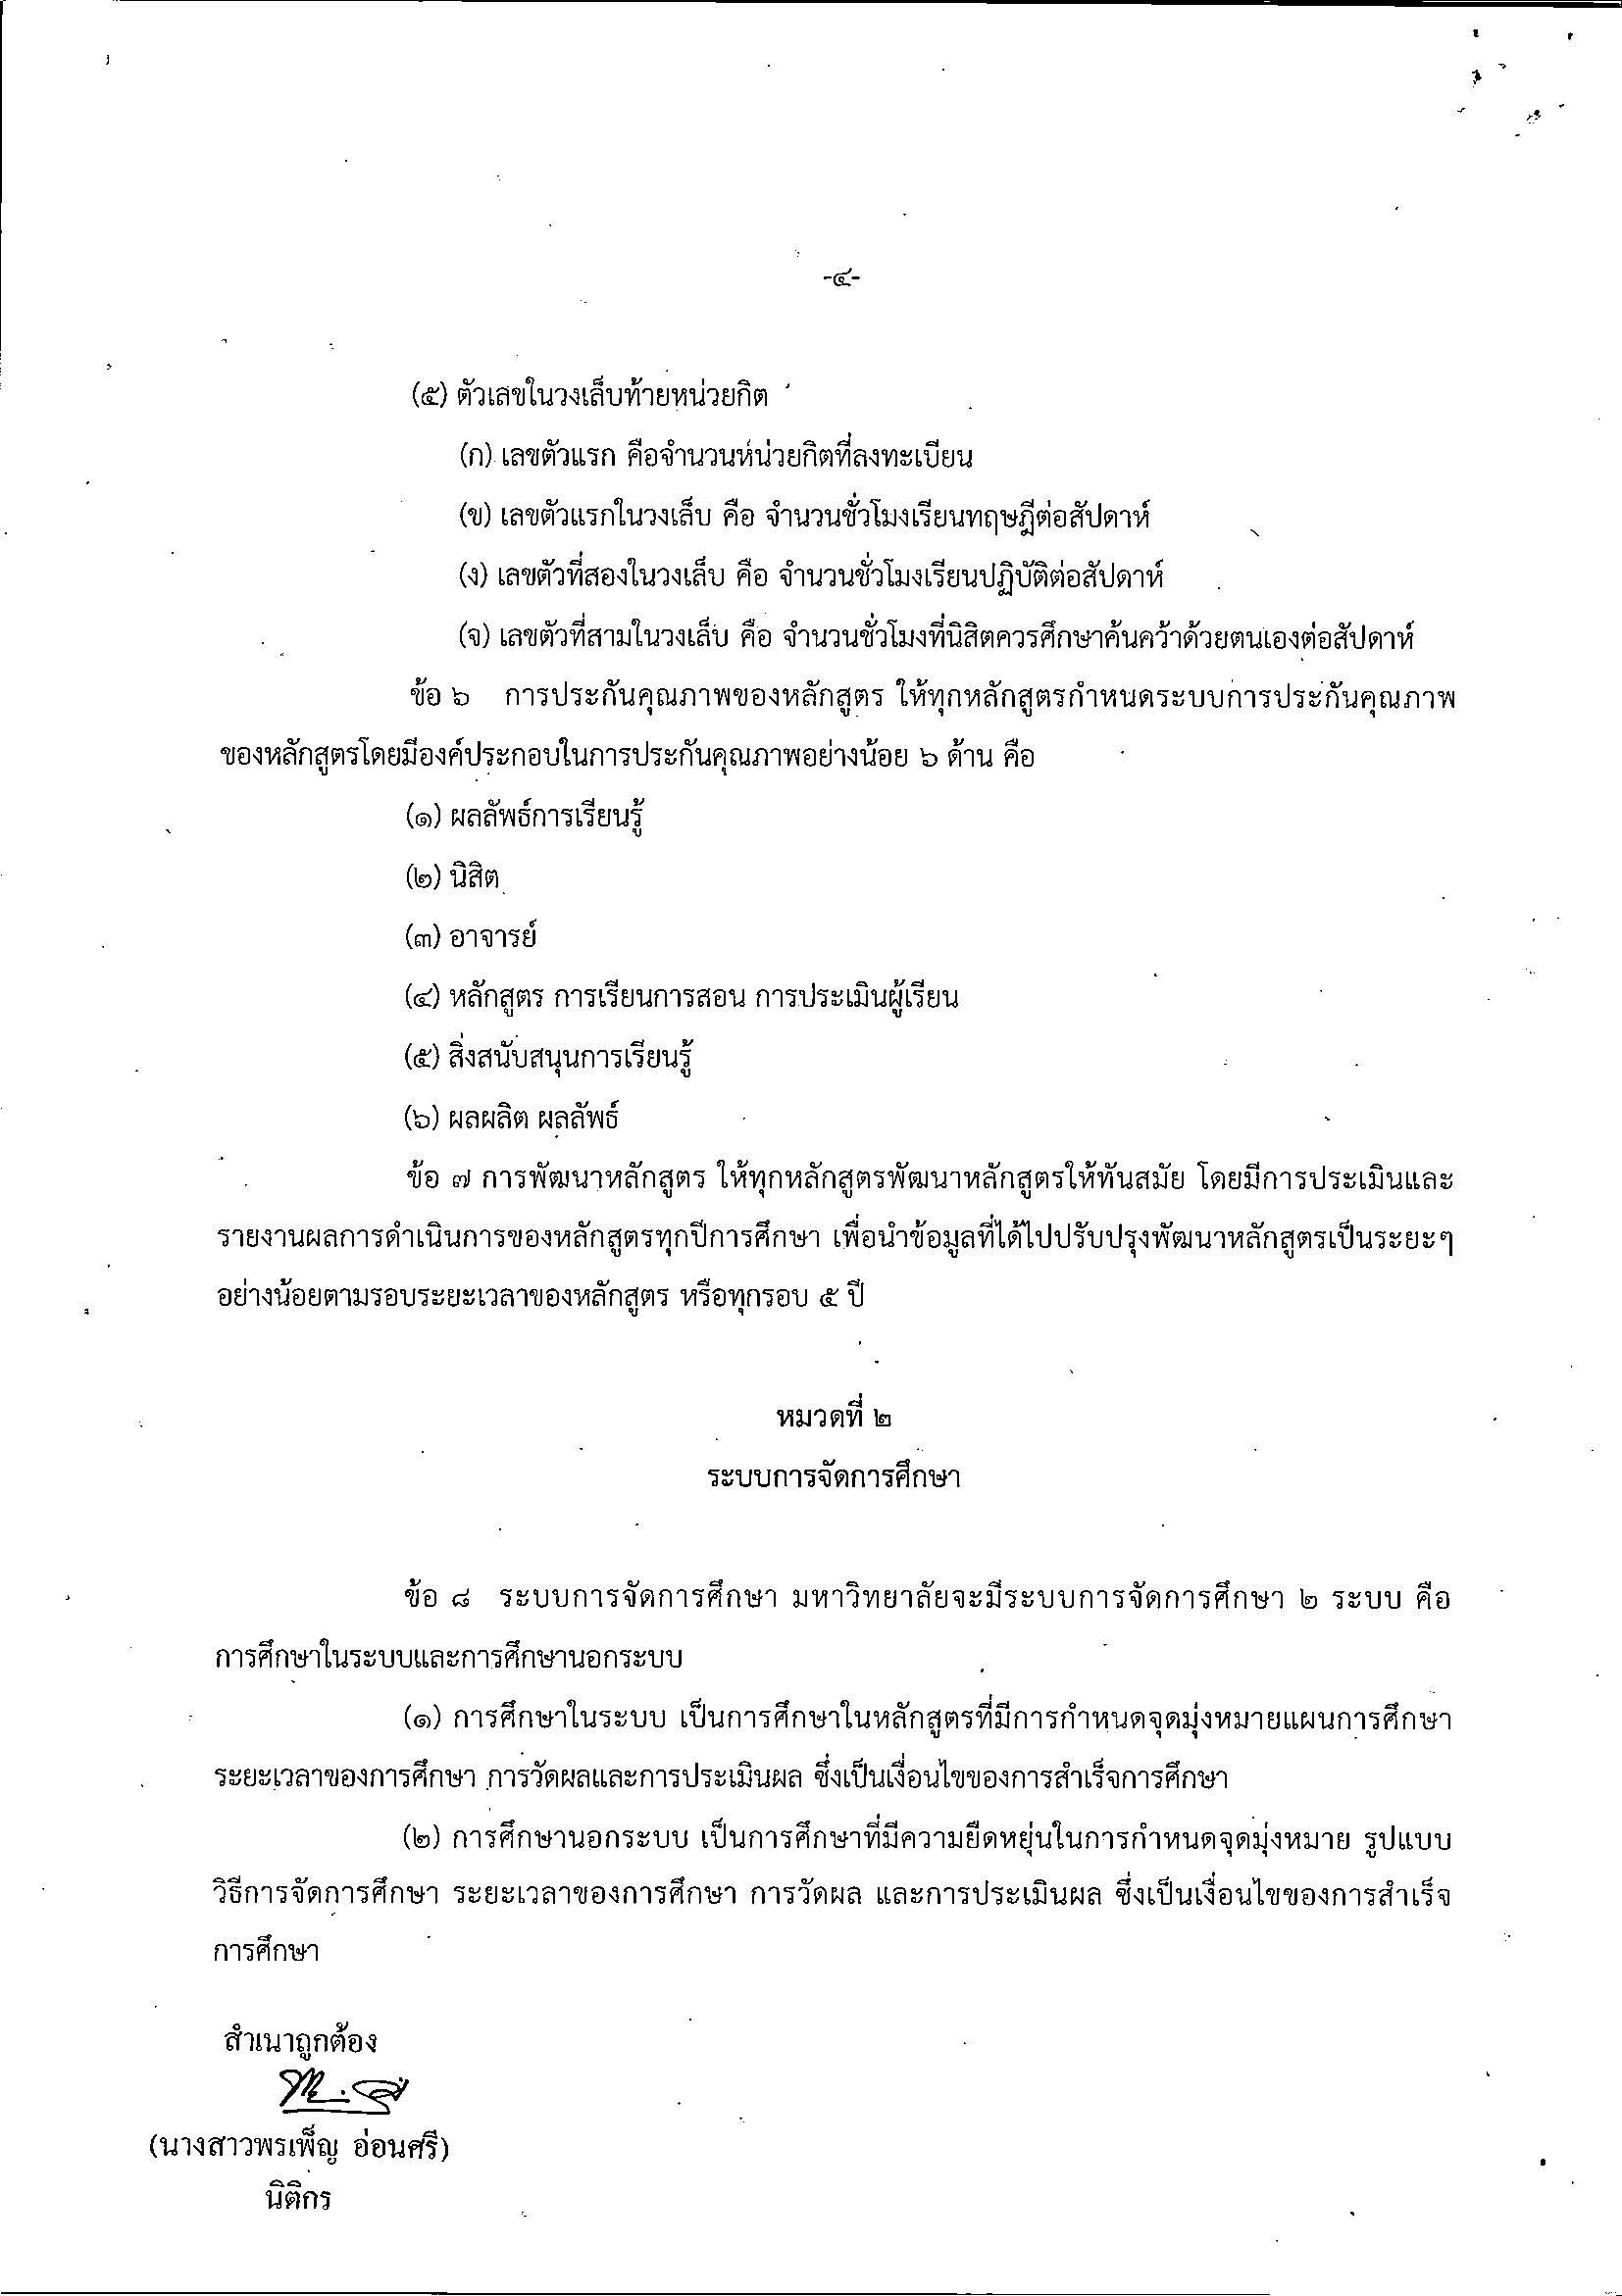 -๔-
(๕) ตัวเลขในวงเล็บท้ายหน่วยกิต
(ก) เลขตัวแรก คือจำนวนหน่วยกิตที่ลงทะเบียน
(ข) เลขตัวแรกในวงเล็บ คือ จำนวนชั่วโมงเรียนทฤษฎีต่อสัปดาห์
(ง) เลขตัวที่สองในวงเล็บ คือ จำนวนชั่วโมงเรียนปฏิบัติต่อสัปดาห์
(จ) เลขตัวที่สามในวงเล็บ คือ จำนวนชั่วโมงที่นิสิตควรศึกษาค้นคว้าด้วยตนเองต่อสัปดาห์
ข้อ ๖ การประกันคุณภาพของหลักสูตร ให้ทุกหลักสูตรกำหนดระบบการประกันคุณภาพ
ของหลักสูตรโดยมีองค์ประกอบในการประกันคุณภาพอย่างน้อย ๖ ด้าน คือ
(๑) ผลลัพธ์การเรียนรู้
(๒) นิสิต
(๓) อาจารย์
(๔) หลักสูตร การเรียนการสอน การประเมินผู้เรียน
(๕) สิ่งสนับสนุนการเรียนรู้
(๖) ผลผลิต ผลลัพธ์
ข้อ ๗ การพัฒนาหลักสูตร ให้ทุกหลักสูตรพัฒนาหลักสูตรให้ทันสมัย โดยมีการประเมินและ
รายงานผลการดำเนินการของหลักสูตรทุกปีการศึกษา เพื่อนำข้อมูลที่ได้ไปปรับปรุงพัฒนาหลักสูตรเป็นระยะๆ
อย่างน้อยตามรอบระยะเวลาของหลักสูตร หรือทุกรอบ ๕ ปี
หมวดที่ ๒
ระบบการจัดการศึกษา
ข้อ ๘ ระบบการจัดการศึกษา มหาวิทยาลัยจะมีระบบการจัดการศึกษา ๒ ระบบ คือ
การศึกษาในระบบและการศึกษานอกระบบ
(๑) การศึกษาในระบบ เป็นการศึกษาในหลักสูตรที่มีการกำหนดจุดมุ่งหมายแผนการศึกษา
ระยะเวลาของการศึกษา การวัดผลและการประเมินผล ซึ่งเป็นเงื่อนไขของการสำเร็จการศึกษา
(๒) การศึกษานอกระบบ เป็นการศึกษาที่มีความยืดหยุ่นในการกำหนดจุดมุ่งหมาย รูปแบบ
วิธีการจัดการศึกษา ระยะเวลาของการศึกษา การวัดผล และการประเมินผล ซึ่งเป็นเงื่อนไขของการสำเร็จ
การศึกษา
สำเนาถูกต้อง
(นางสาวพรเพ็ญ อ่อนศรี)
นิติกร